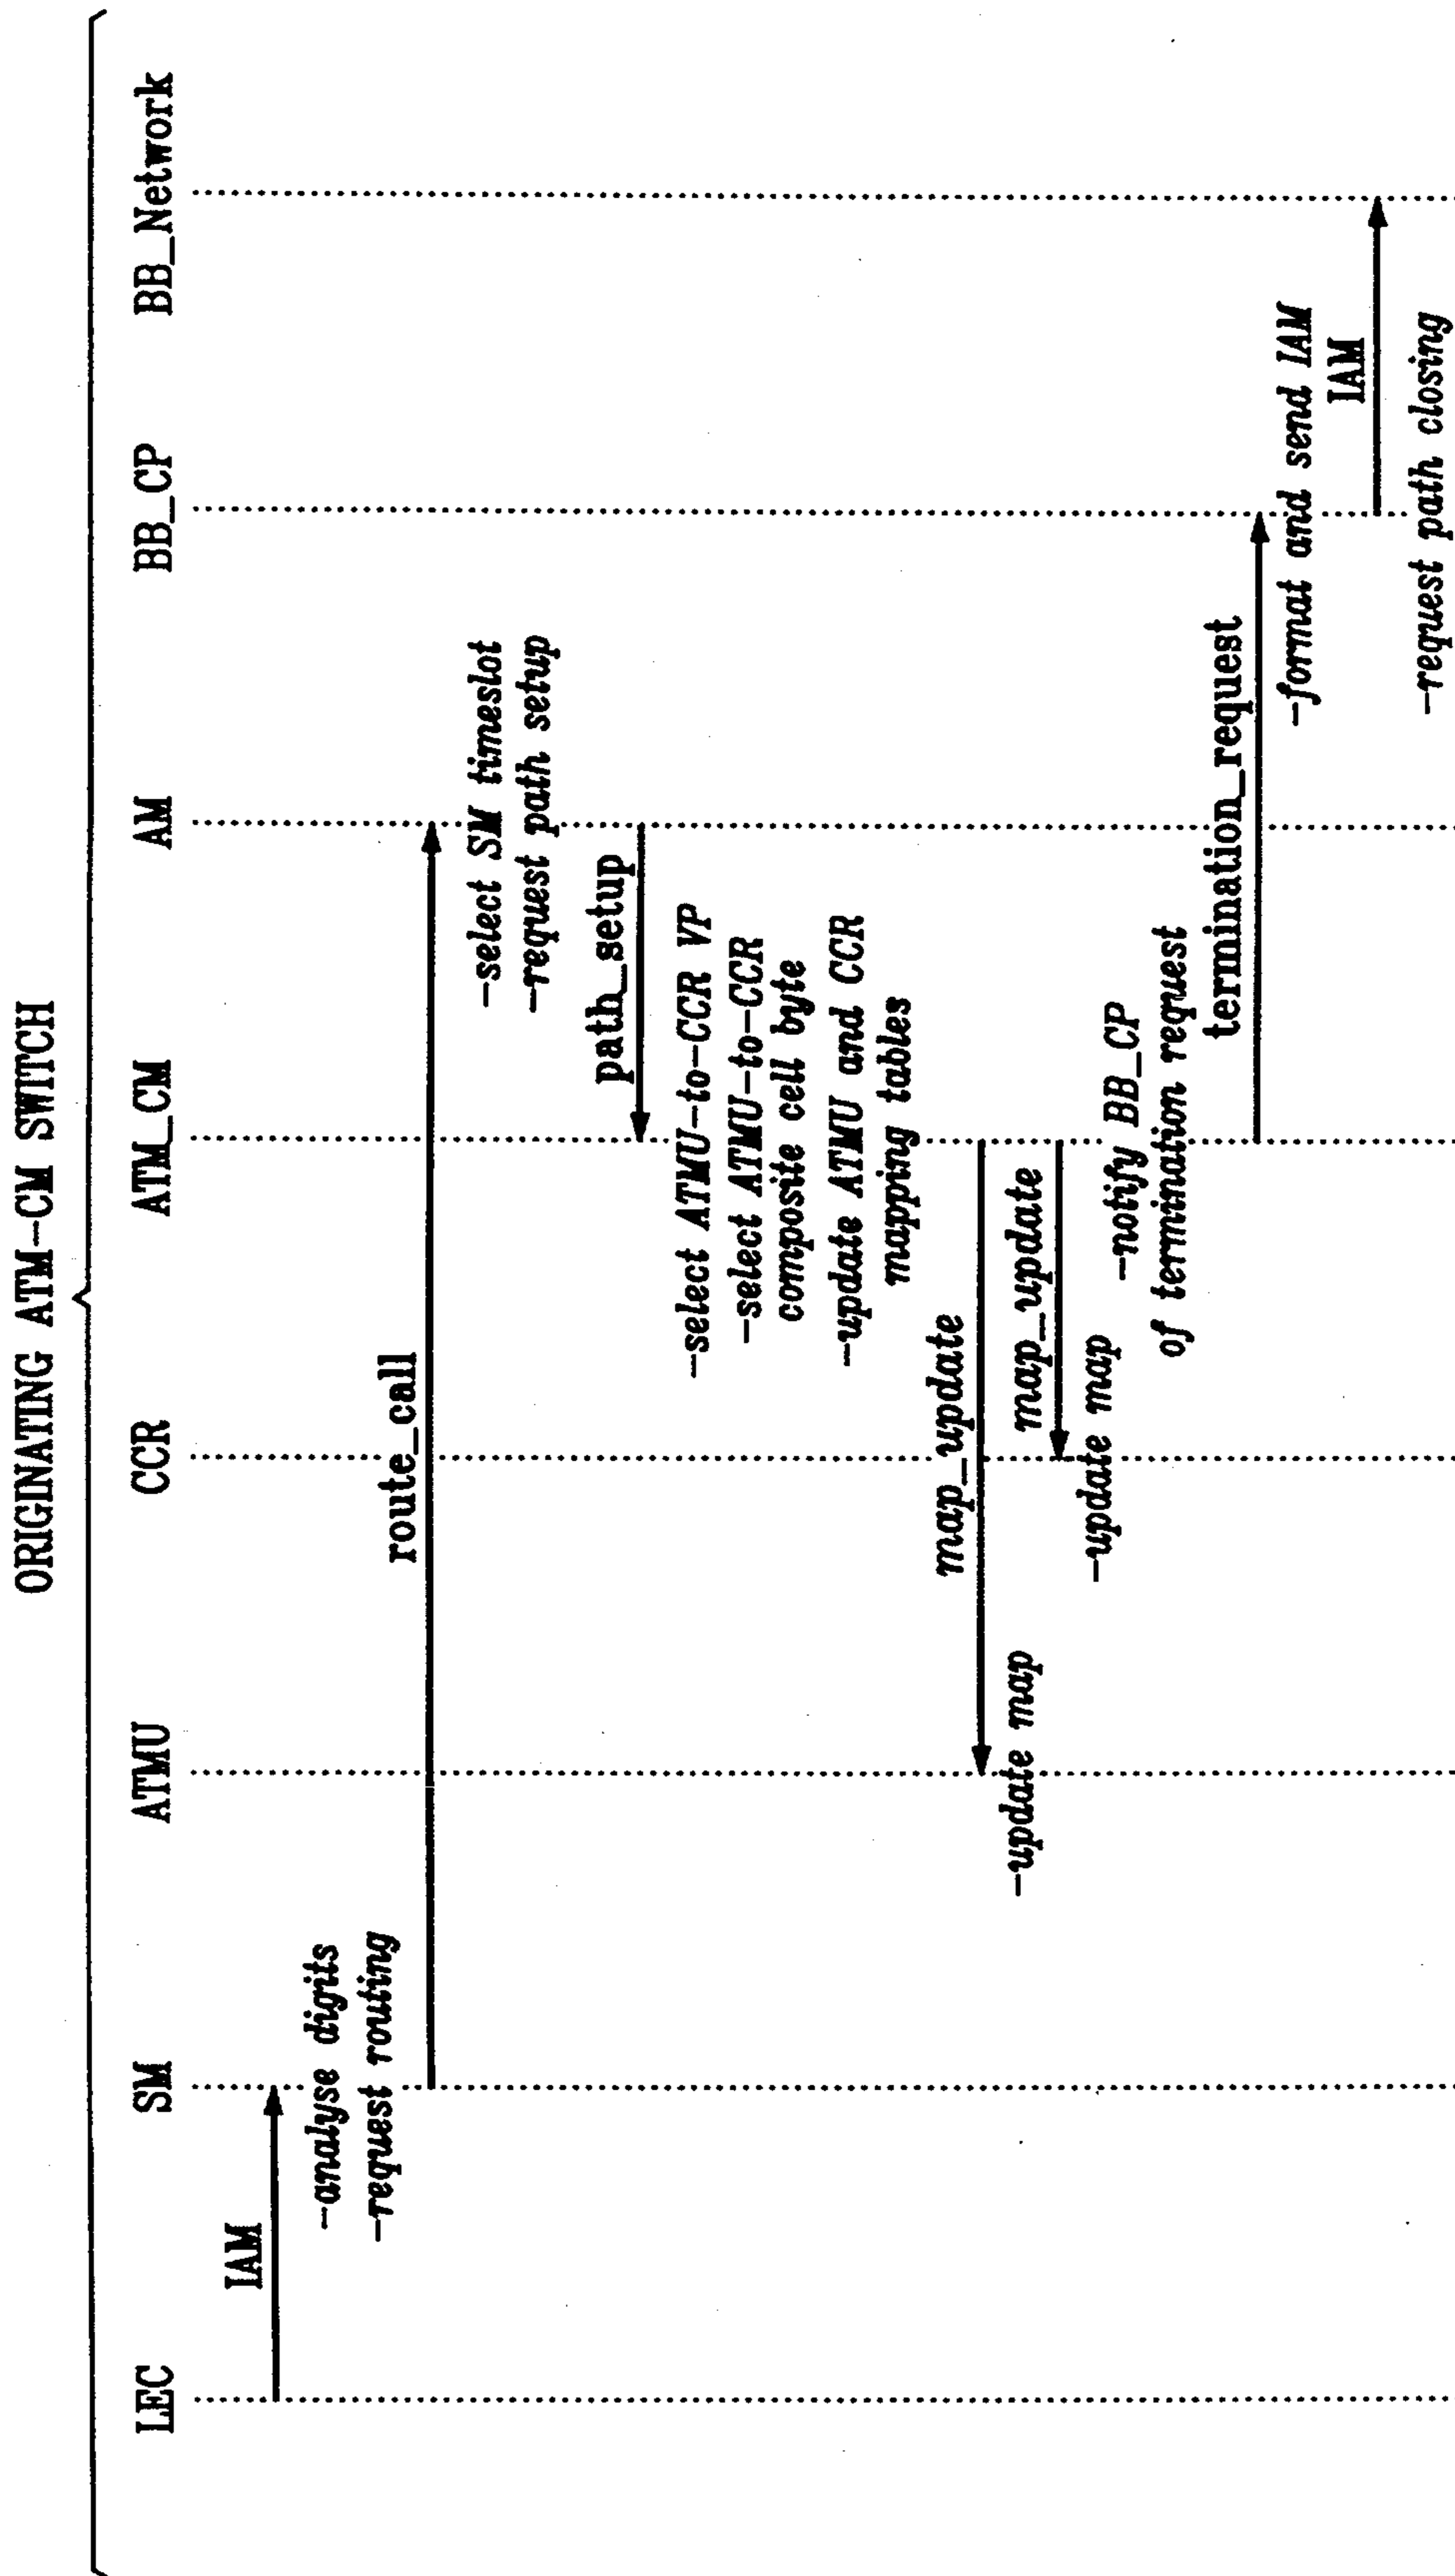 ORIGINATING ATM-CM SWITCH
LEC
SM
ATMU
CCR
ATM_CM
AM
BB_CP
BB_Network
IAM
-analyse digits
-request routing
route_call
-select SM timeslot
-request path setup
path_setup
-select ATMU-to-CCR VP
-select ATMU-to-CCR
composite cell byte
-update ATMU and CCR
mapping tables
map_update
-update map
map_update
-update map
-notify BB_CP
of termination request
termination_request
-format and send IAM
IAM
-request path closing